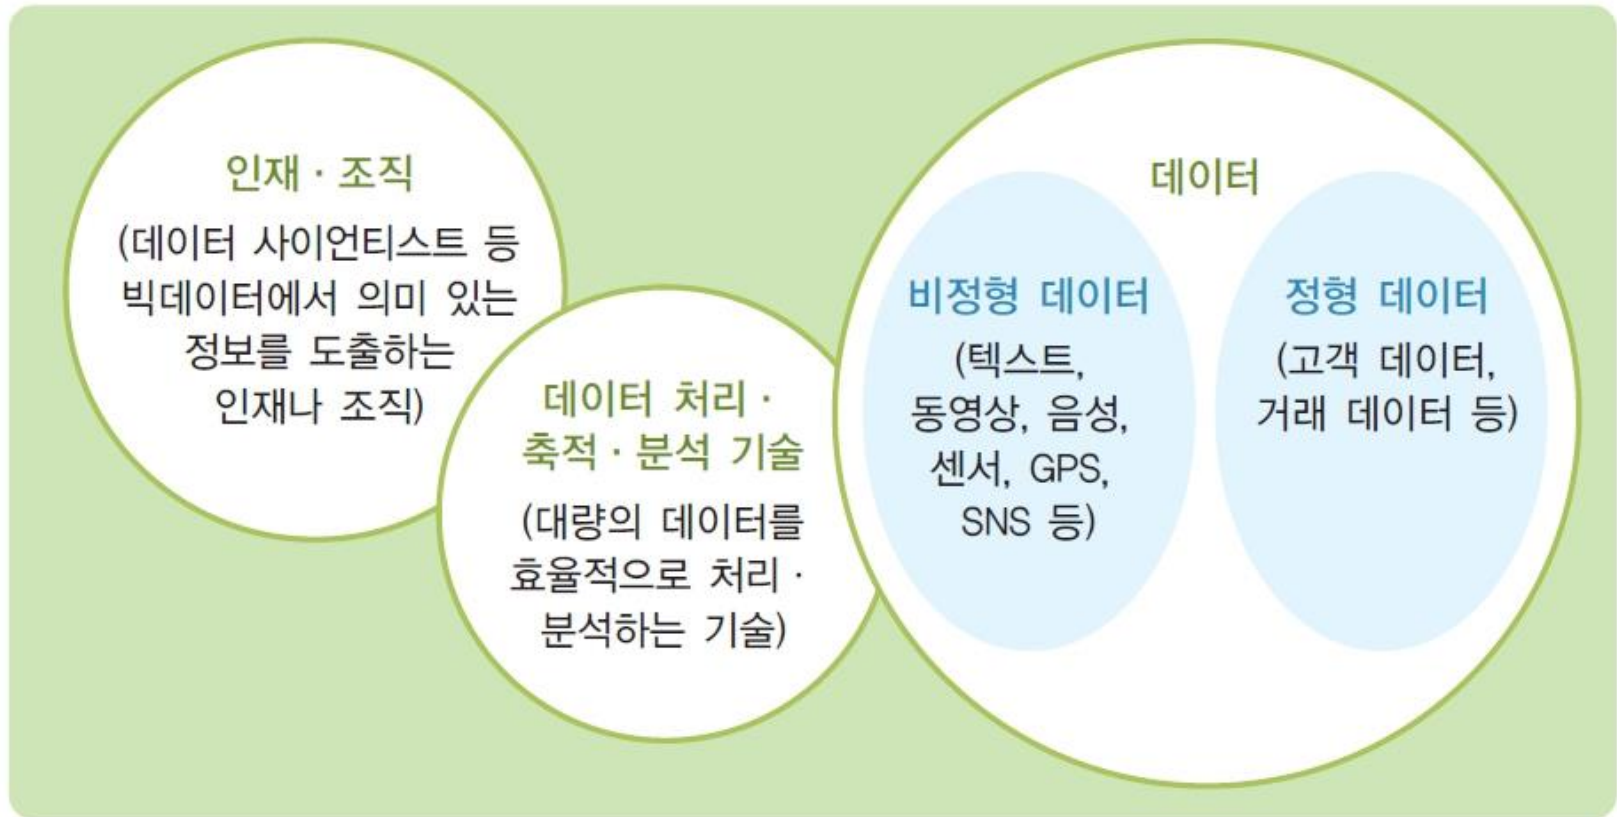 인재 · 조직
(데이터 사이언티스트 등
빅데이터에서 의미 있는
정보를 도출하는
인재나 조직)
데이터 처리 ·
축적 · 분석 기술
(대량의 데이터를
효율적으로 처리 ·
분석하는 기술)
데이터
비정형 데이터
(텍스트,
동영상, 음성,
센서, GPS,
SNS 등)
정형 데이터
(고객 데이터,
거래 데이터 등)